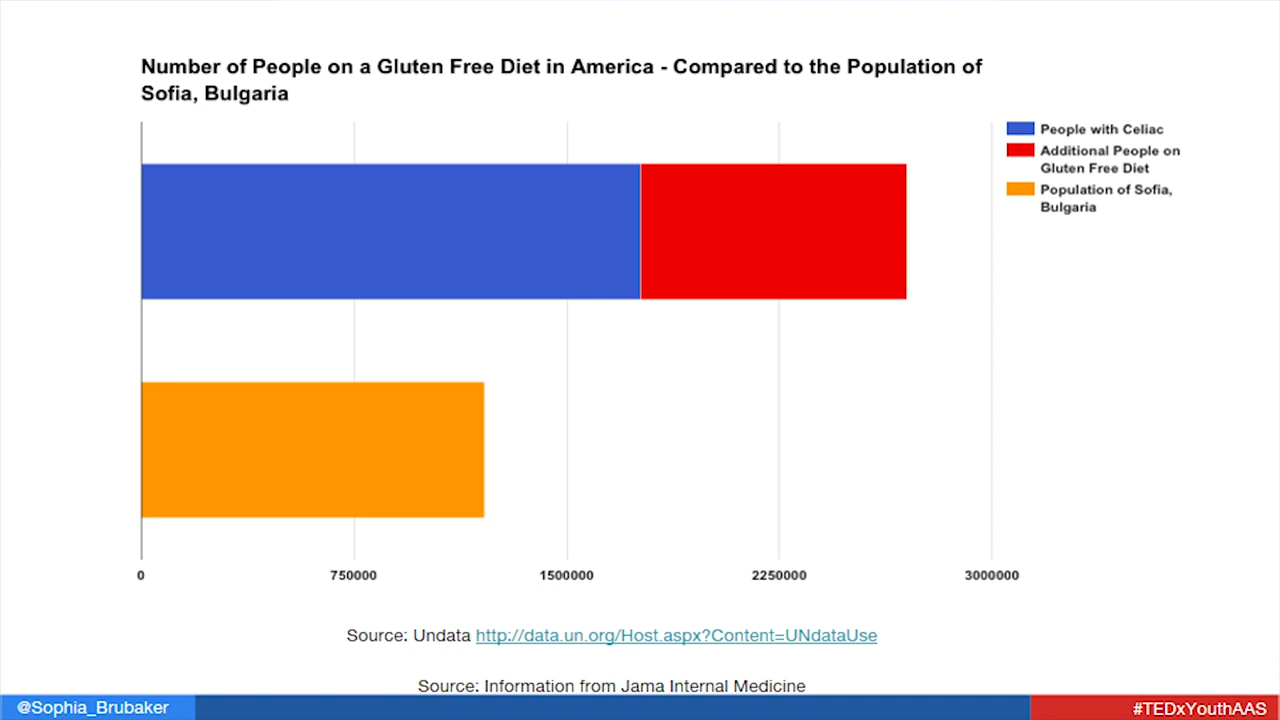 Number of People on a Gluten Free Diet in America - Compared to the Population of
Sofia, Bulgaria
People with Celiac
Additional People on
Gluten Free Diet
Population of Sofia,
Bulgaria
0 750000 1500000 2250000 3000000
Source: Undata http://data.un.org/Host.aspx?Content=UNdataUse
Source: Information from Jama Internal Medicine
@Sophia_Brubaker #TEDxYouthAAS